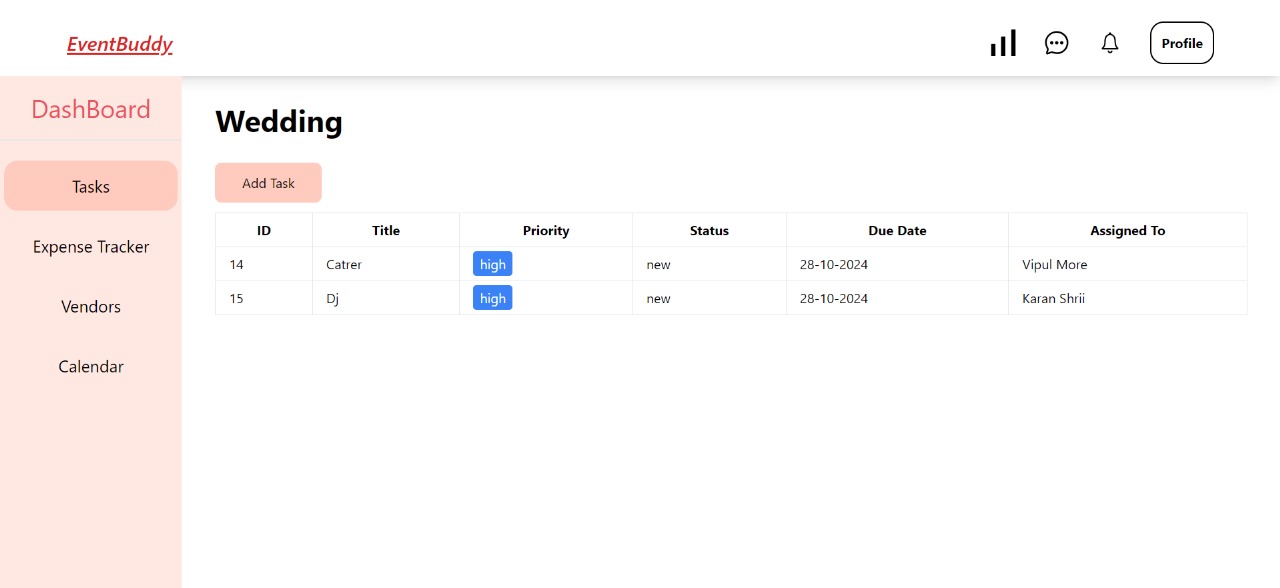 EventBuddy
Profile
DashBoard
Tasks
Expense Tracker
Vendors
Calendar
Wedding
Add Task
ID Title Priority Status Due Date Assigned To
14 Catrer high new 28-10-2024 Vipul More
15 Dj high new 28-10-2024 Karan Shrii